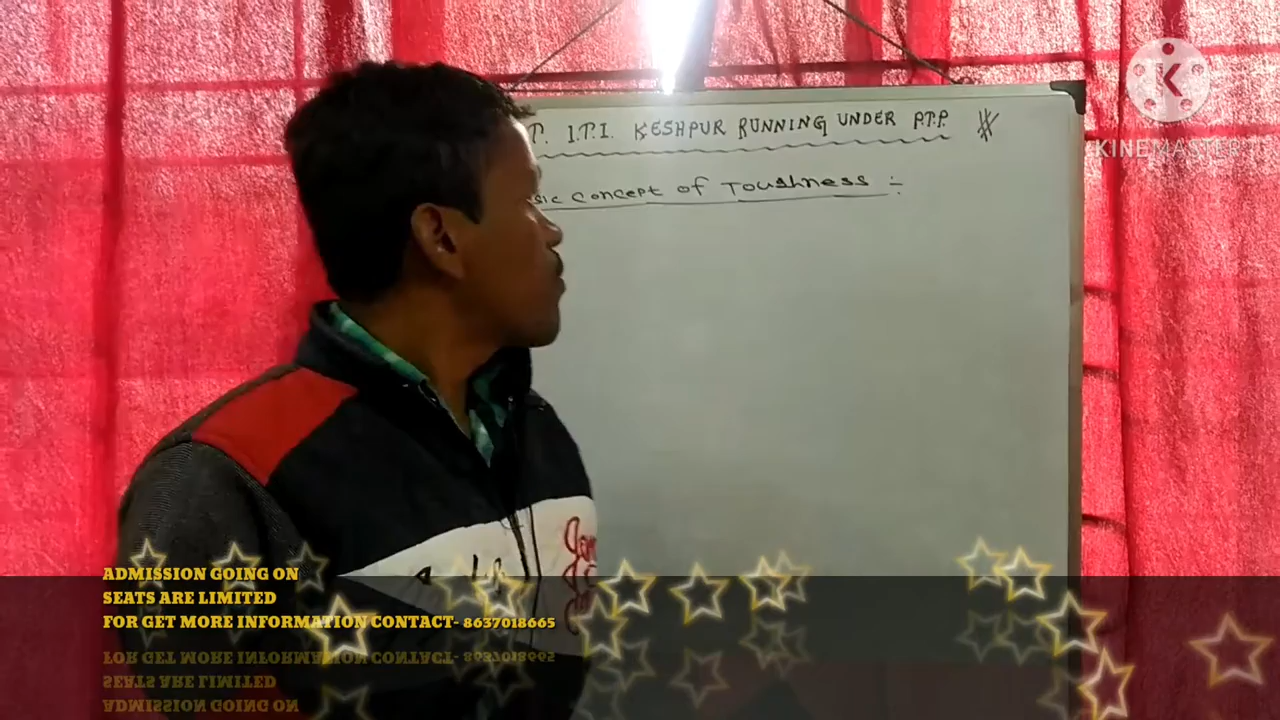 P. I.T.I. KESHPUR RUNNING UNDER P.T.P.
sic concept of Toughness :-
K
KINEMASTER
ADMISSION GOING ON
SEATS ARE LIMITED
FOR GET MORE INFORMATION CONTACT- 8637018665